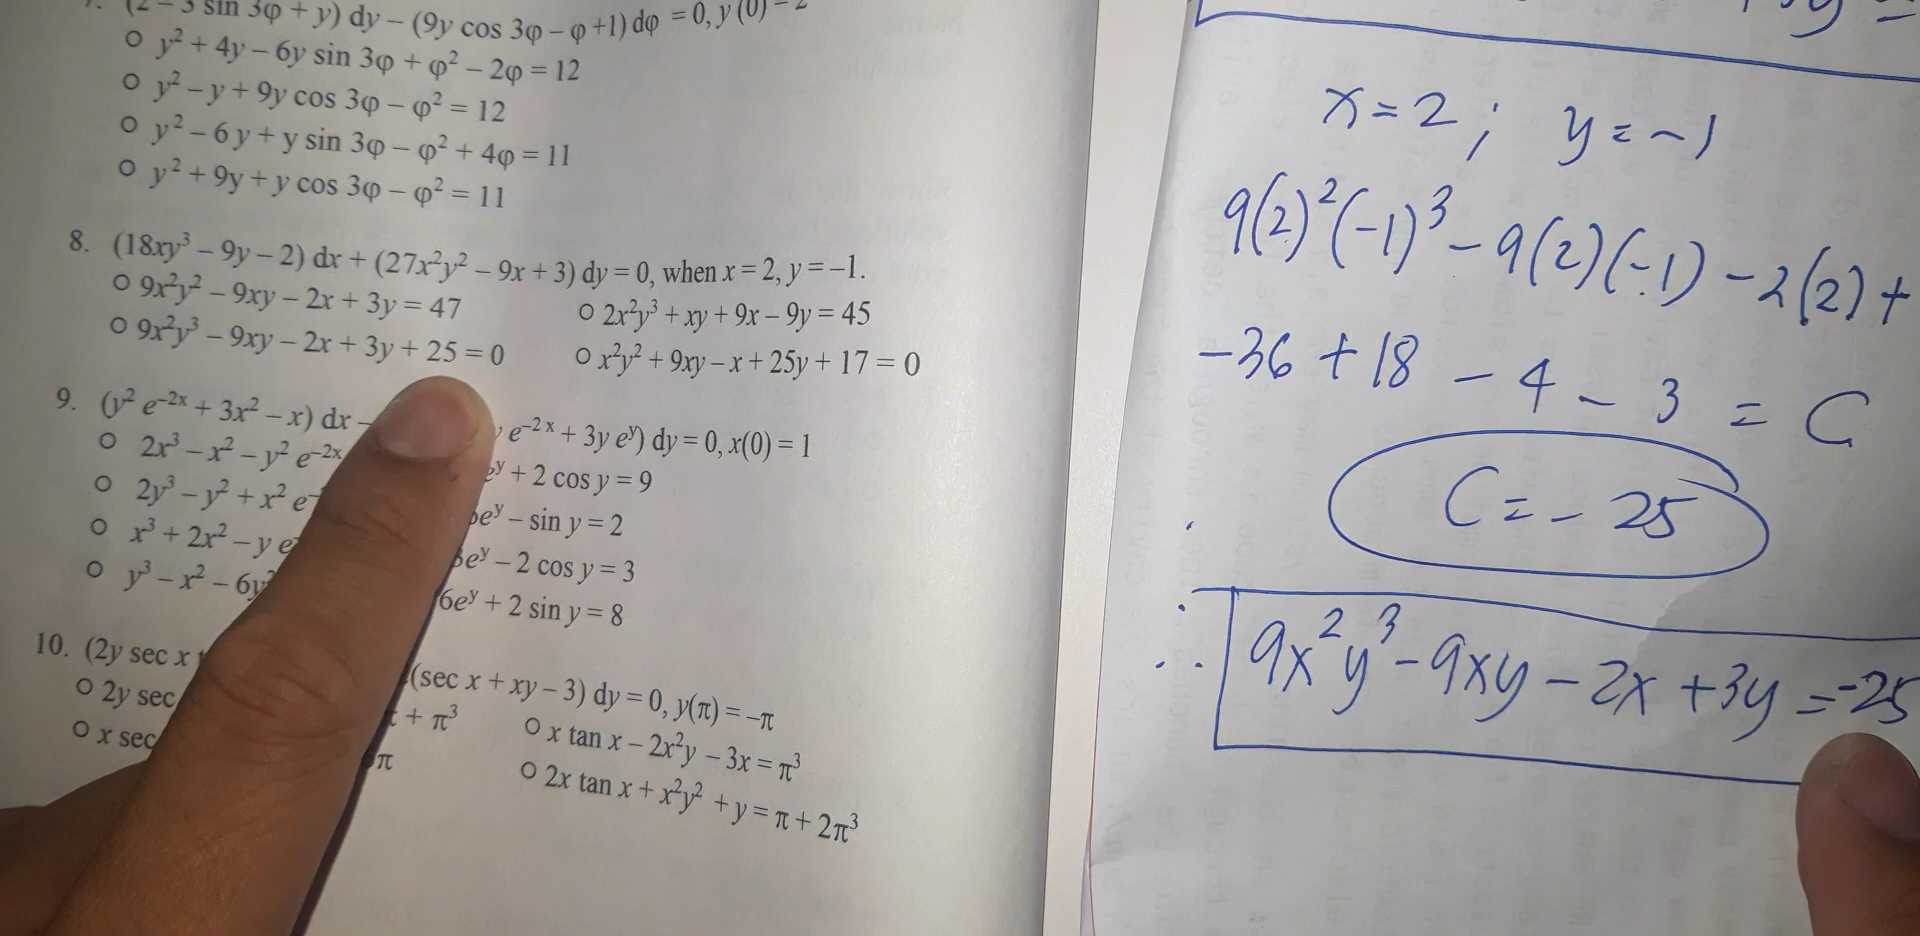 (2 – 3 sin 3φ + y) dy – (9y cos 3φ – φ +1) dφ = 0, y (0) = 2
O y² + 4y – 6y sin 3φ + φ² – 2φ = 12
O y² – y + 9y cos 3φ – φ² = 12
O y² – 6 y + y sin 3φ – φ² + 4φ = 11
O y² + 9y + y cos 3φ – φ² = 11
8. (18xy³ – 9y – 2) dx + (27x²y² – 9x + 3) dy = 0, when x = 2, y = –1.
O 9x²y² – 9xy – 2x + 3y = 47 O 2x²y³ + xy + 9x – 9y = 45
O 9x²y³ – 9xy – 2x + 3y + 25 = 0 O x²y² + 9xy – x + 25y + 17 = 0
9. (y² e⁻²ˣ + 3x² – x) dx – e⁻²ˣ + 3y eʸ) dy = 0, x(0) = 1
O 2x³ – x² – y² e⁻²ˣ eʸ + 2 cos y = 9
O 2y³ – y² + x² e⁻ eʸ – sin y = 2
O x³ + 2x² – y e eʸ – 2 cos y = 3
O y³ – x² – 6y 6eʸ + 2 sin y = 8
10. (2y sec x (sec x + xy – 3) dy = 0, y(π) = –π
O 2y sec + π³ O x tan x – 2x²y – 3x = π³
O x sec π O 2x tan x + x²y² + y = π + 2π³
x = 2 ; y = -1
9(2)²(-1)³ - 9(2)(-1) - 2(2) +
-36 + 18 - 4 - 3 = C
C = - 25
∴ 9x²y³ - 9xy - 2x + 3y = -25